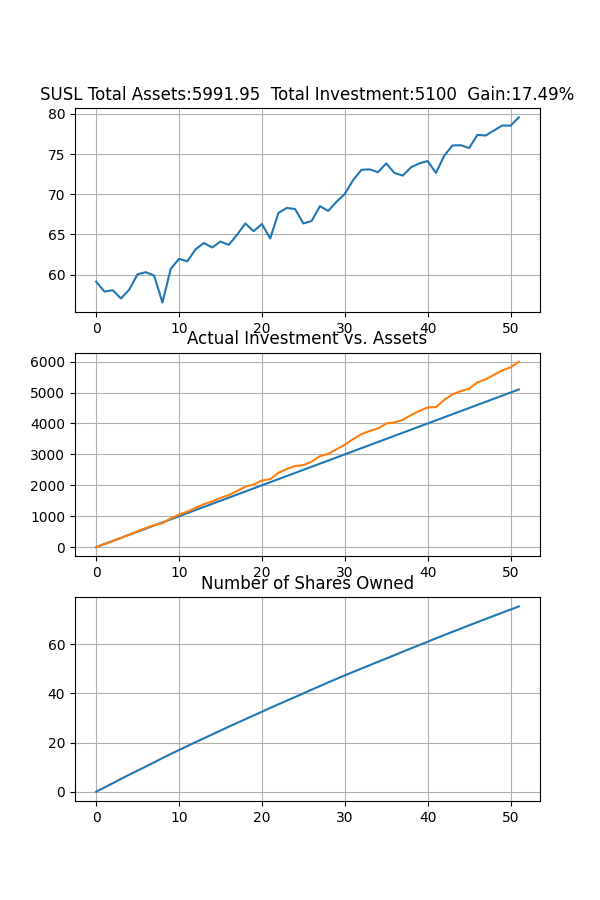 SUSL Total Assets:5991.95  Total Investment:5100  Gain:17.49%
80
75
70
65
60
0 10 20 30 40 50
Actual Investment vs. Assets
6000
5000
4000
3000
2000
1000
0
0 10 20 30 40 50
Number of Shares Owned
60
40
20
0
0 10 20 30 40 50